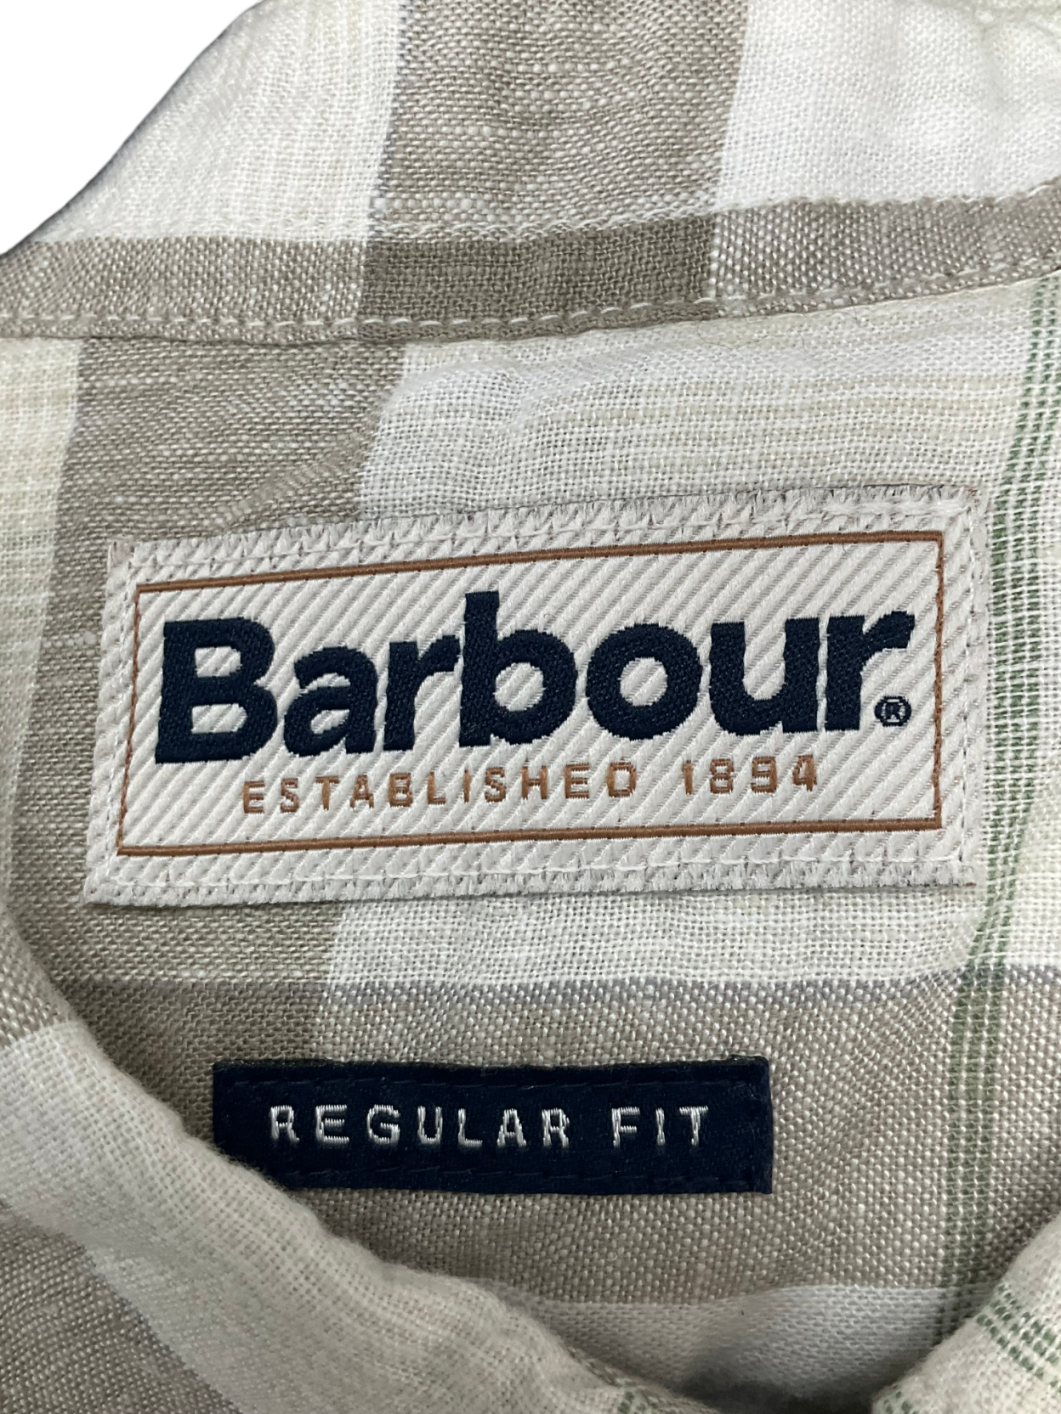 Barbour®
ESTABLISHED 1894
REGULAR FIT